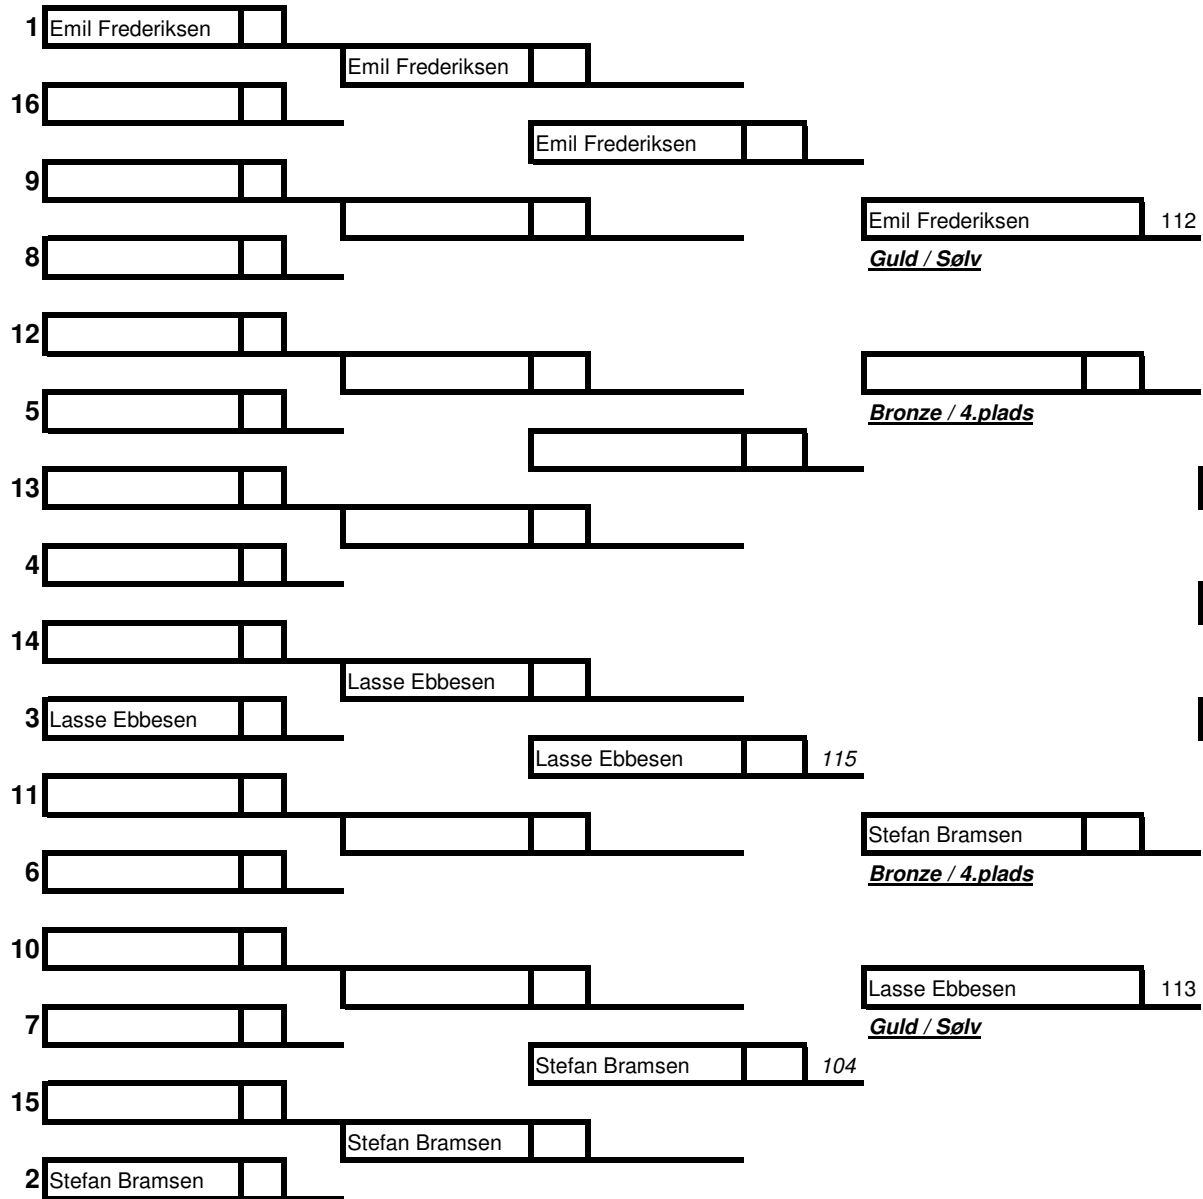 1 Emil Frederiksen
Emil Frederiksen
16
Emil Frederiksen
9
Emil Frederiksen 112
8
Guld / Sølv
12
5
Bronze / 4.plads
13
4
14
Lasse Ebbesen
3 Lasse Ebbesen
Lasse Ebbesen 115
11
Stefan Bramsen
6
Bronze / 4.plads
10
Lasse Ebbesen 113
7
Guld / Sølv
Stefan Bramsen 104
15
Stefan Bramsen
2 Stefan Bramsen